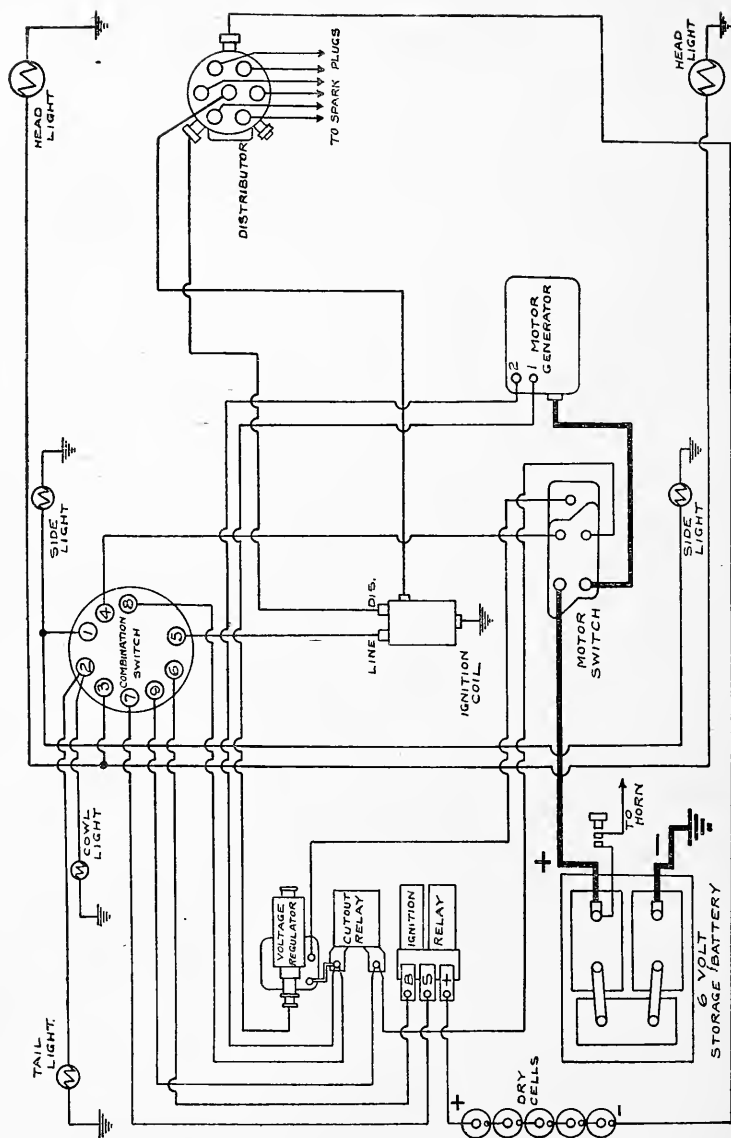 DRY CELLS
+
-
TAIL LIGHT
COWL
LIGHT
HEAD
LIGHT
SIDE
LIGHT
COMBINATION
SWITCH
1
2
3
4
8
5
6
8
7
DISTRIBUTOR
TO SPARK PLUGS
VOLTAGE
REGULATOR
CUTOUT
RELAY
IGNITION
RELAY
B
S
+
LINE
DIS.
IGNITION
COIL
2
1
MOTOR
GENERATOR
MOTOR
SWITCH
+
-
TO
HORN
6 VOLT
STORAGE BATTERY
SIDE
LIGHT
HEAD
LIGHT